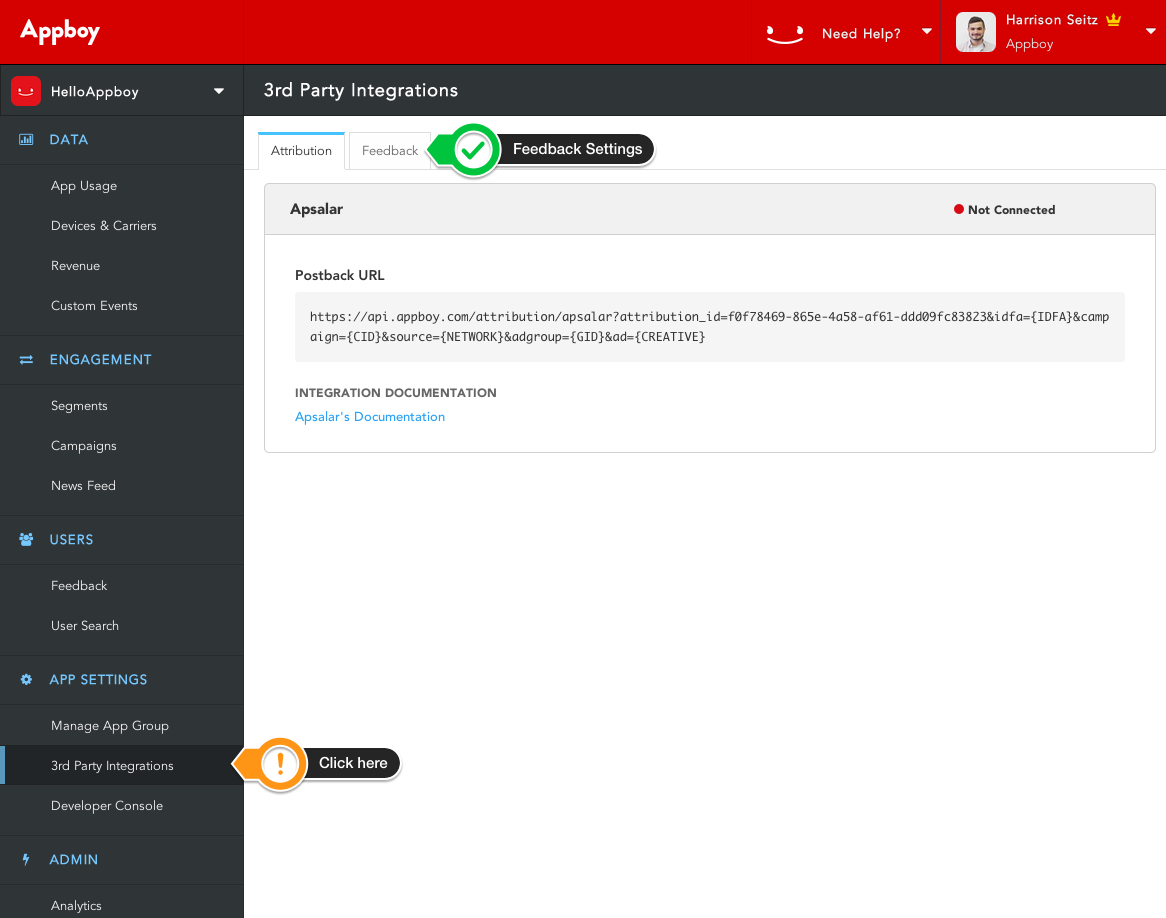 Appboy
Need Help?
Harrison Seitz
Appboy
HelloAppboy
3rd Party Integrations
DATA
App Usage
Devices & Carriers
Revenue
Custom Events
ENGAGEMENT
Segments
Campaigns
News Feed
USERS
Feedback
User Search
APP SETTINGS
Manage App Group
3rd Party Integrations
Click here
Developer Console
ADMIN
Analytics
Attribution
Feedback
Feedback Settings
Apsalar
Not Connected
Postback URL
https://api.appboy.com/attribution/apsalar?attribution_id=f0f78469-865e-4a58-af61-ddd09fc83823&idfa={IDFA}&camp
aign={CID}&source={NETWORK}&adgroup={GID}&ad={CREATIVE}
INTEGRATION DOCUMENTATION
Apsalar's Documentation